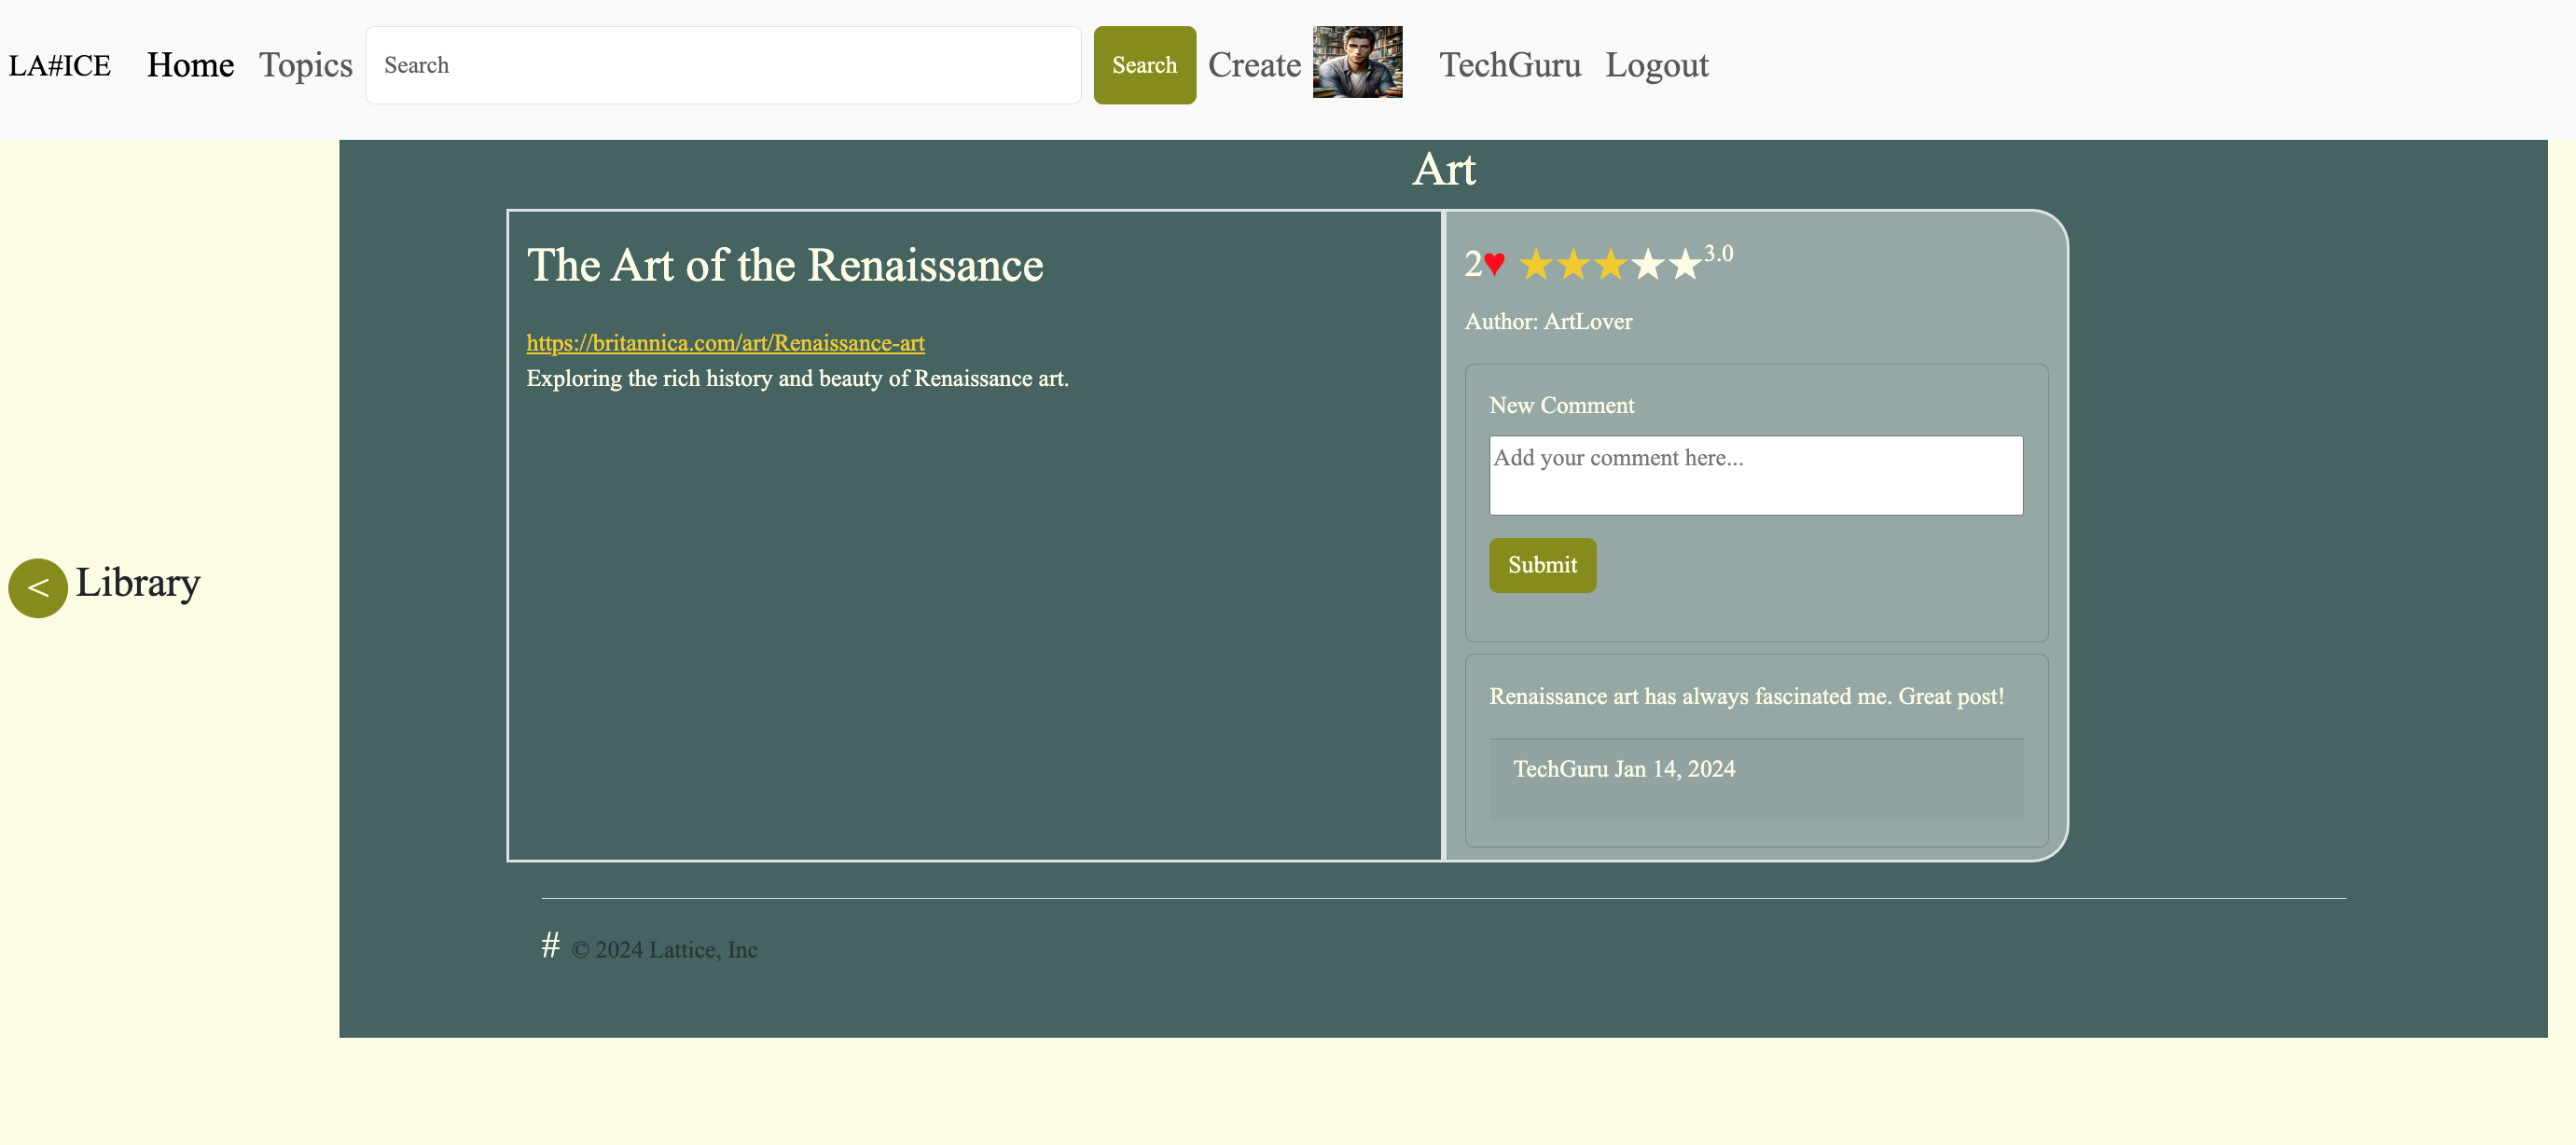 LA#ICE Home Topics Search Search Create TechGuru Logout
Art
The Art of the Renaissance
https://britannica.com/art/Renaissance-art
Exploring the rich history and beauty of Renaissance art.
2♥ ★★★★★3.0
Author: ArtLover
New Comment
Add your comment here...
Submit
Renaissance art has always fascinated me. Great post!
TechGuru Jan 14, 2024
< Library
# © 2024 Lattice, Inc